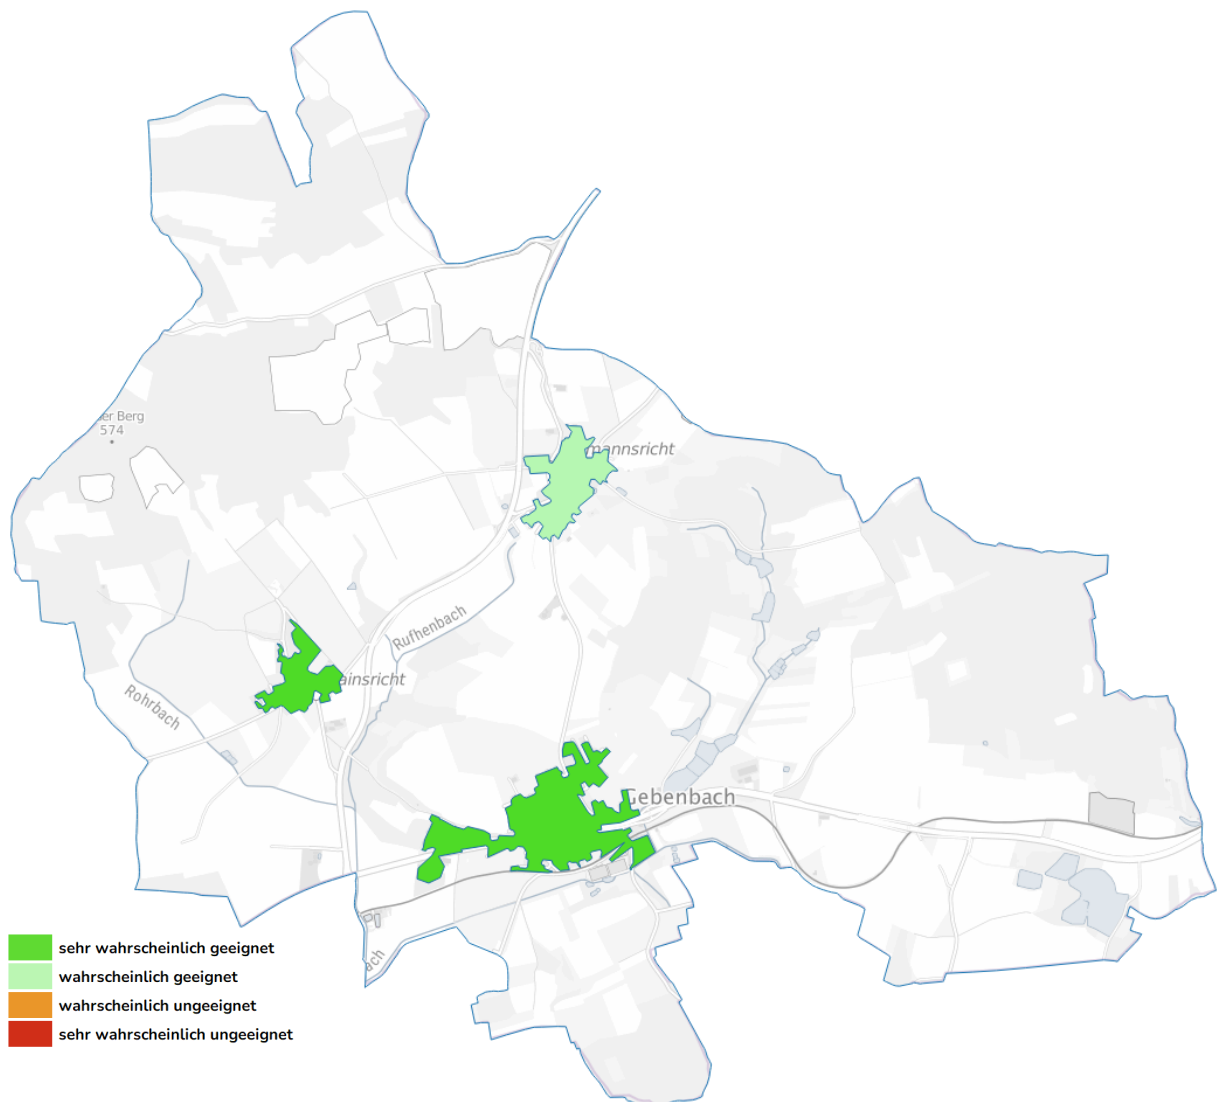 er Berg
574
mannsricht
Rufhenbach
ainsricht
Rohrbach
Gebenbach
ach
sehr wahrscheinlich geeignet
wahrscheinlich geeignet
wahrscheinlich ungeeignet
sehr wahrscheinlich ungeeignet